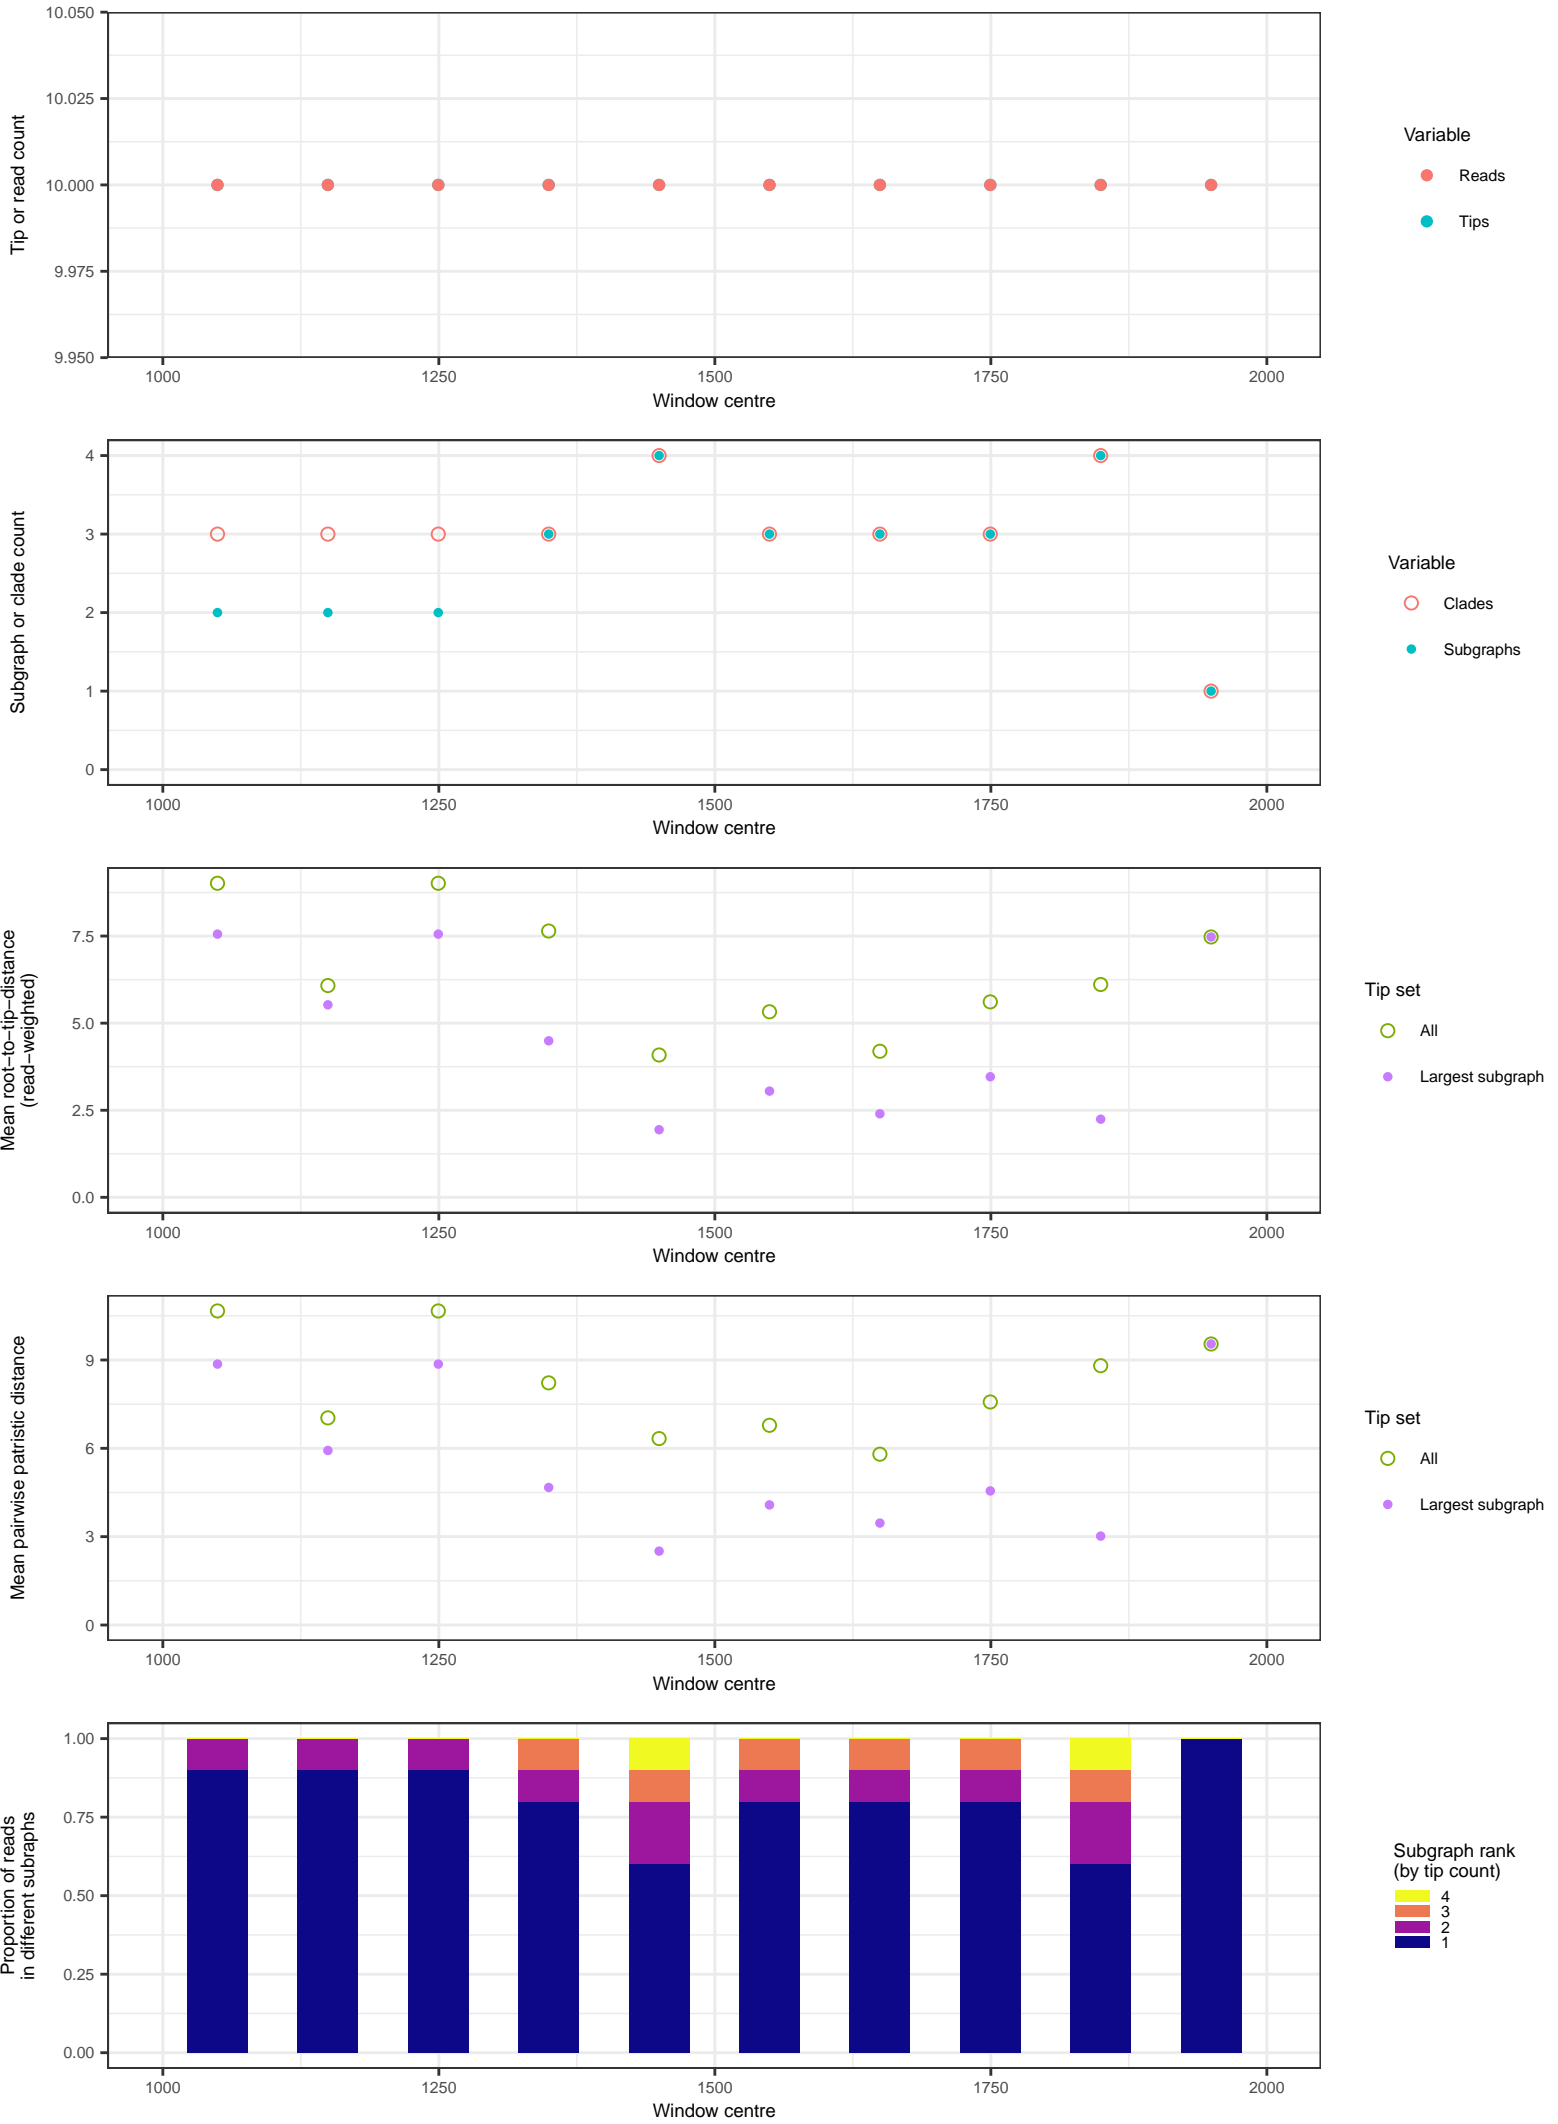 10.050
10.025
10.000
9.975
9.950
Tip or read count
1000 1250 1500 1750 2000
Window centre
Variable
Reads
Tips
4
3
2
1
0
Subgraph or clade count
1000 1250 1500 1750 2000
Window centre
Variable
Clades
Subgraphs
7.5
5.0
2.5
0.0
Mean root−to−tip−distance
(read−weighted)
1000 1250 1500 1750 2000
Window centre
Tip set
All
Largest subgraph
9
6
3
0
Mean pairwise patristic distance
1000 1250 1500 1750 2000
Window centre
Tip set
All
Largest subgraph
1.00
0.75
0.50
0.25
0.00
Proportion of reads
in different subraphs
1000 1250 1500 1750 2000
Window centre
Subgraph rank
(by tip count)
4
3
2
1